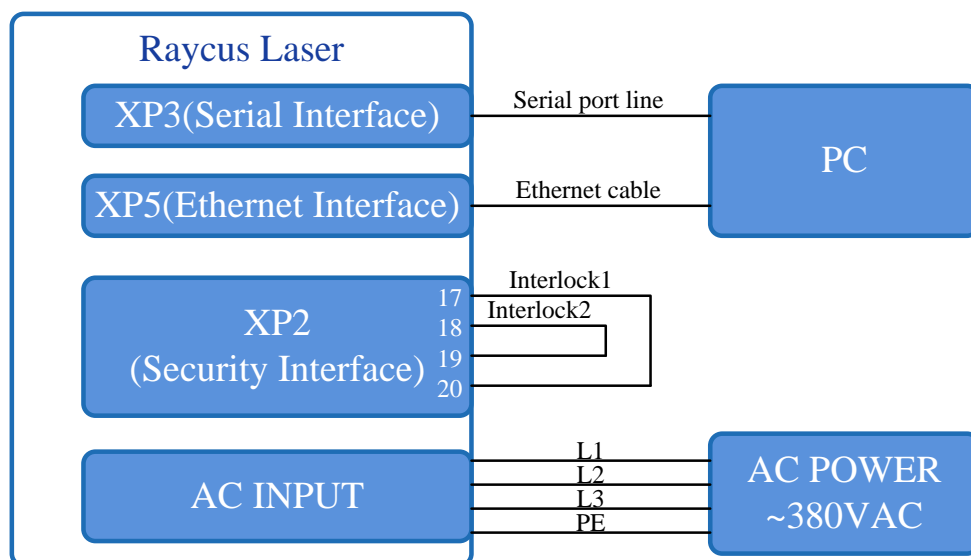 Raycus Laser
XP3(Serial Interface)
Serial port line
PC
XP5(Ethernet Interface)
Ethernet cable
XP2
(Security Interface)
17
18
19
20
Interlock1
Interlock2
AC INPUT
L1
L2
L3
PE
AC POWER
~380VAC